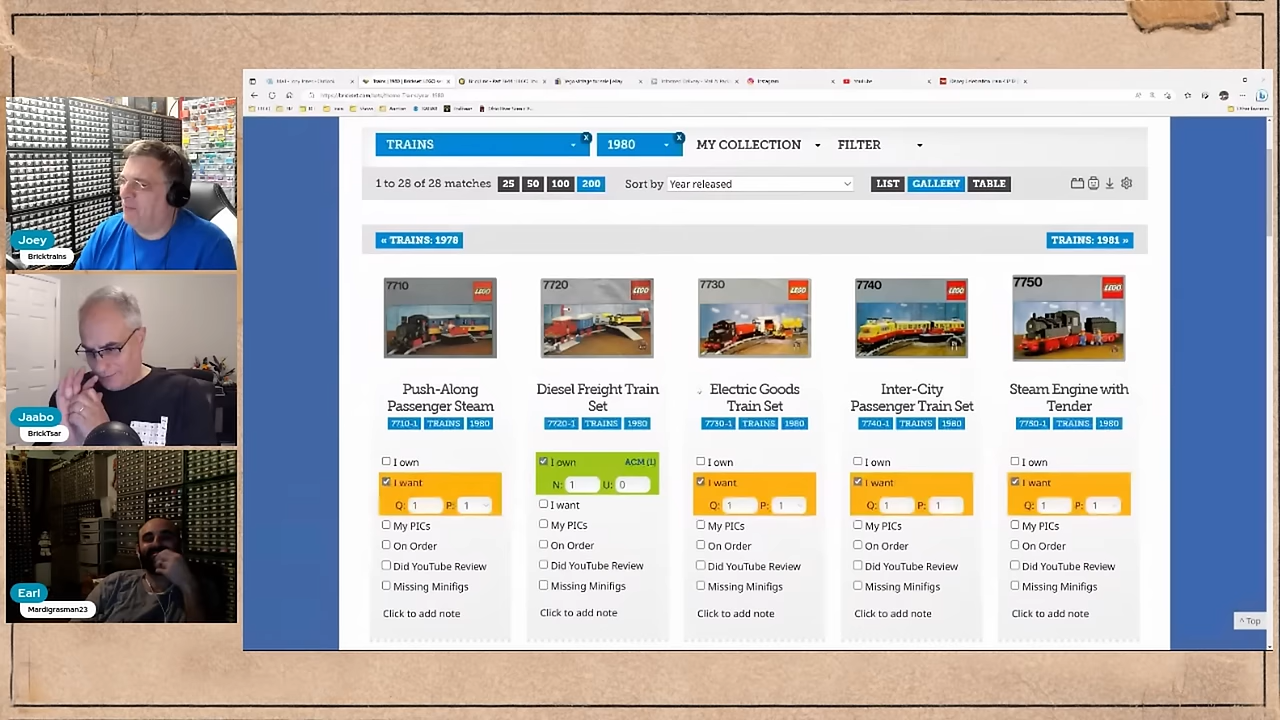 TRAINS
1980
MY COLLECTION
FILTER
1 to 28 of 28 matches
25
50
100
200
Sort by
Year released
LIST
GALLERY
TABLE
« TRAINS: 1978
TRAINS: 1981 »
7710
LEGO
7720
LEGO
7730
LEGO
7740
LEGO
7750
LEGO
Push-Along
Passenger Steam
7710-1 TRAINS 1980
I own
I want
Q: 1 P: 1
My PICs
On Order
Did YouTube Review
Missing Minifigs
Click to add note
Diesel Freight Train
Set
7720-1 TRAINS 1980
I own ACM (1)
N: 1 U: 0
I want
My PICs
On Order
Did YouTube Review
Missing Minifigs
Click to add note
Electric Goods
Train Set
7730-1 TRAINS 1980
I own
I want
Q: 1 P: 1
My PICs
On Order
Did YouTube Review
Missing Minifigs
Click to add note
Inter-City
Passenger Train Set
7740-1 TRAINS 1980
I own
I want
Q: 1 P: 1
My PICs
On Order
Did YouTube Review
Missing Minifigs
Click to add note
Steam Engine with
Tender
7750-1 TRAINS 1980
I own
I want
Q: 1 P: 1
My PICs
On Order
Did YouTube Review
Missing Minifigs
Click to add note
^ Top
Joey
Bricktrains
Jaabo
BrickTsar
Earl
Mardigrasman23